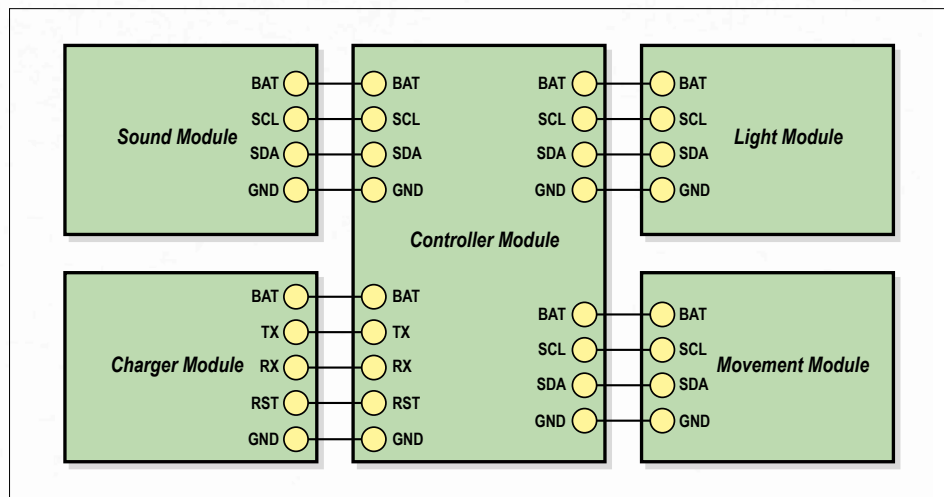 BAT
SCL
SDA
GND
Sound Module
BAT
SCL
SDA
GND
BAT
SCL
SDA
GND
BAT
SCL
SDA
GND
Light Module
Controller Module
BAT
TX
RX
RST
GND
Charger Module
BAT
TX
RX
RST
GND
BAT
SCL
SDA
GND
BAT
SCL
SDA
GND
Movement Module